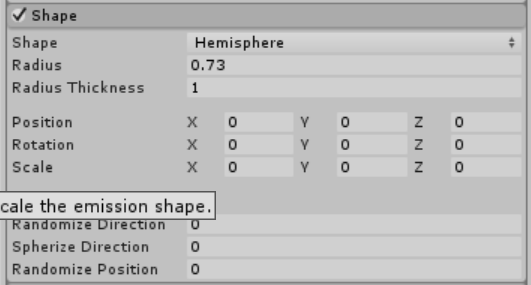 Shape
Shape Hemisphere
Radius 0.73
Radius Thickness 1
Position X 0 Y 0 Z 0
Rotation X 0 Y 0 Z 0
Scale X 0 Y 0 Z 0
cale the emission shape.
Randomize Direction 0
Spherize Direction 0
Randomize Position 0